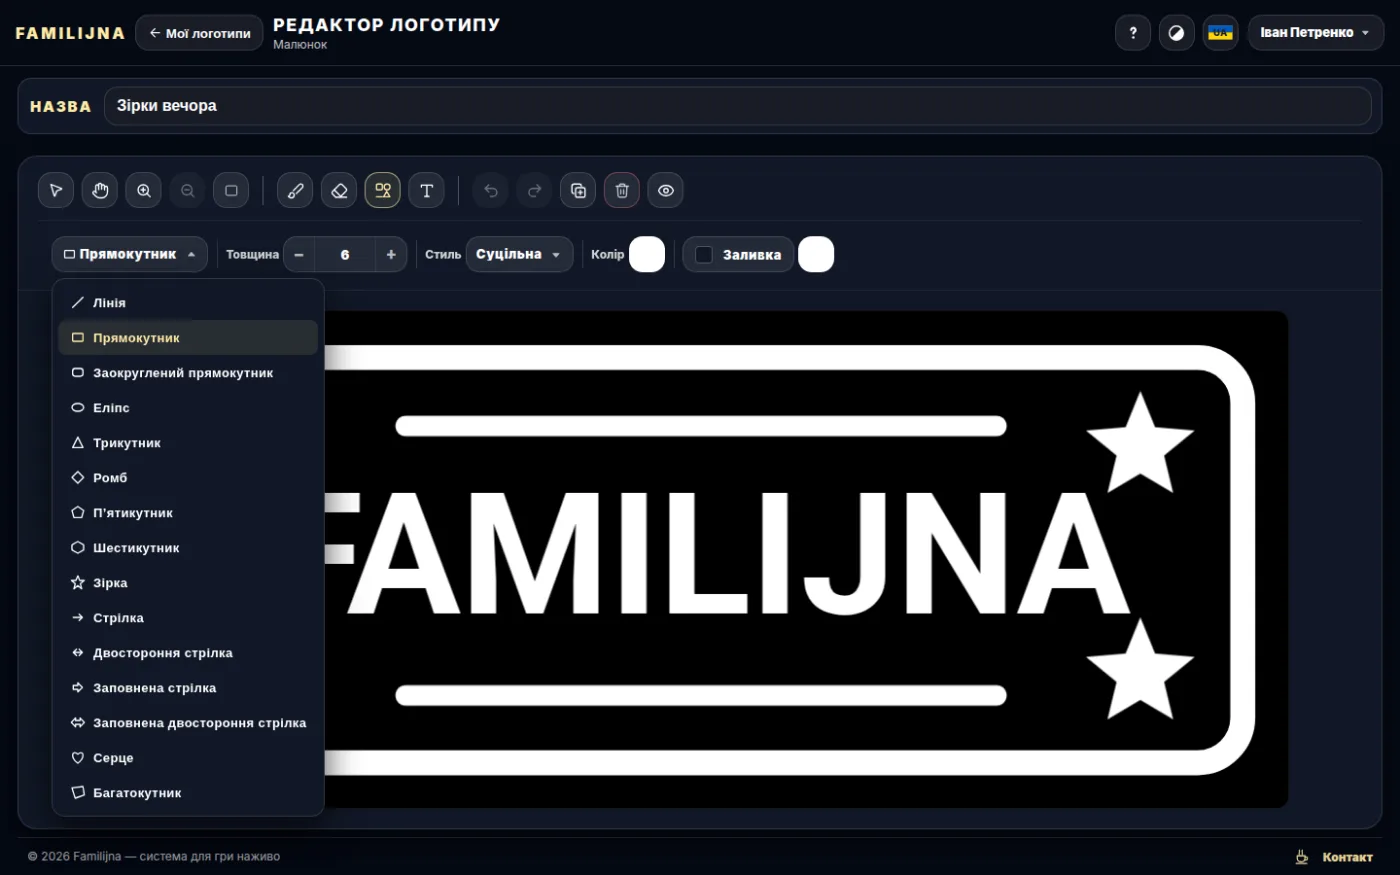 FAMILIJNA
← Мої логотипи
РЕДАКТОР ЛОГОТИПУ
Малюнок
?
UA
Іван Петренко
НАЗВА
Зірки вечора
Прямокутник
Товщина
− 6 +
Стиль
Суцільна
Колір
Заливка
Лінія
Прямокутник
Заокруглений прямокутник
Еліпс
Трикутник
Ромб
П'ятикутник
Шестикутник
Зірка
Стрілка
Двостороння стрілка
Заповнена стрілка
Заповнена двостороння стрілка
Серце
Багатокутник
FAMILIJNA
© 2026 Familijna — система для гри наживо
Контакт